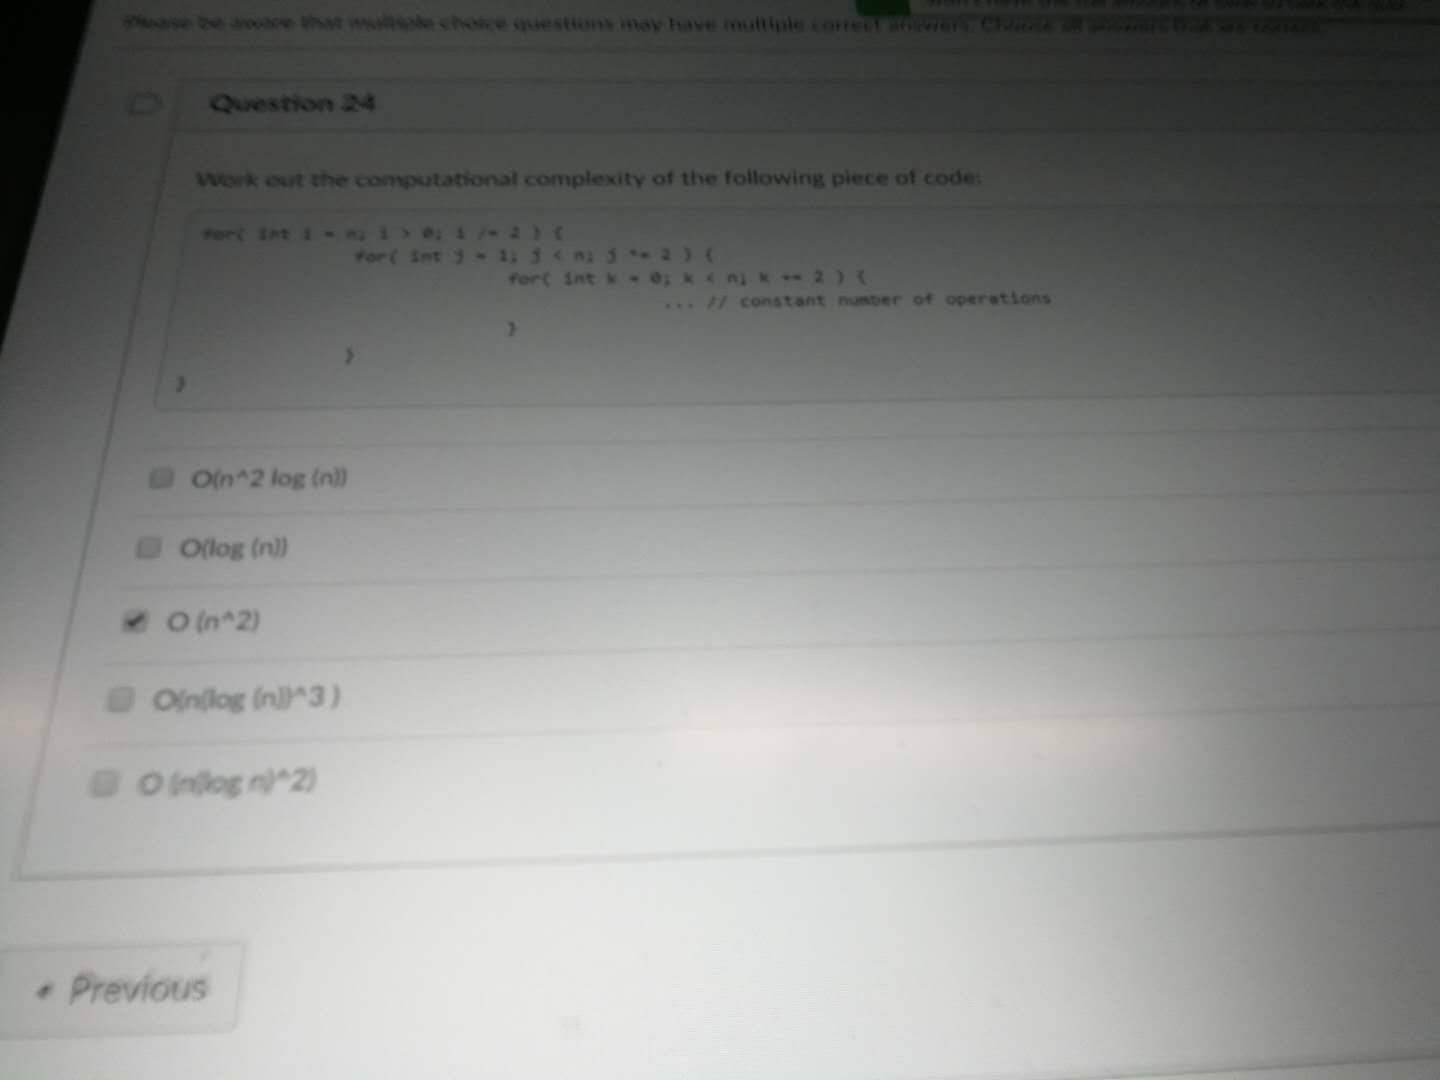 Please be aware that multiple choice questions may have multiple correct answers. Choose all answers that are correct.
Question 24
Work out the computational complexity of the following piece of code:
for( int i = n; i > 0; i /= 2 ) {
for( int j = 1; j < n; j *= 2 ) {
for( int k = 0; k < n; k += 2 ) {
... // constant number of operations
}
}
}
O(n^2 log (n))
O(log (n))
O (n^2)
O(n(log (n))^3 )
O (n(log n)^2)
Previous